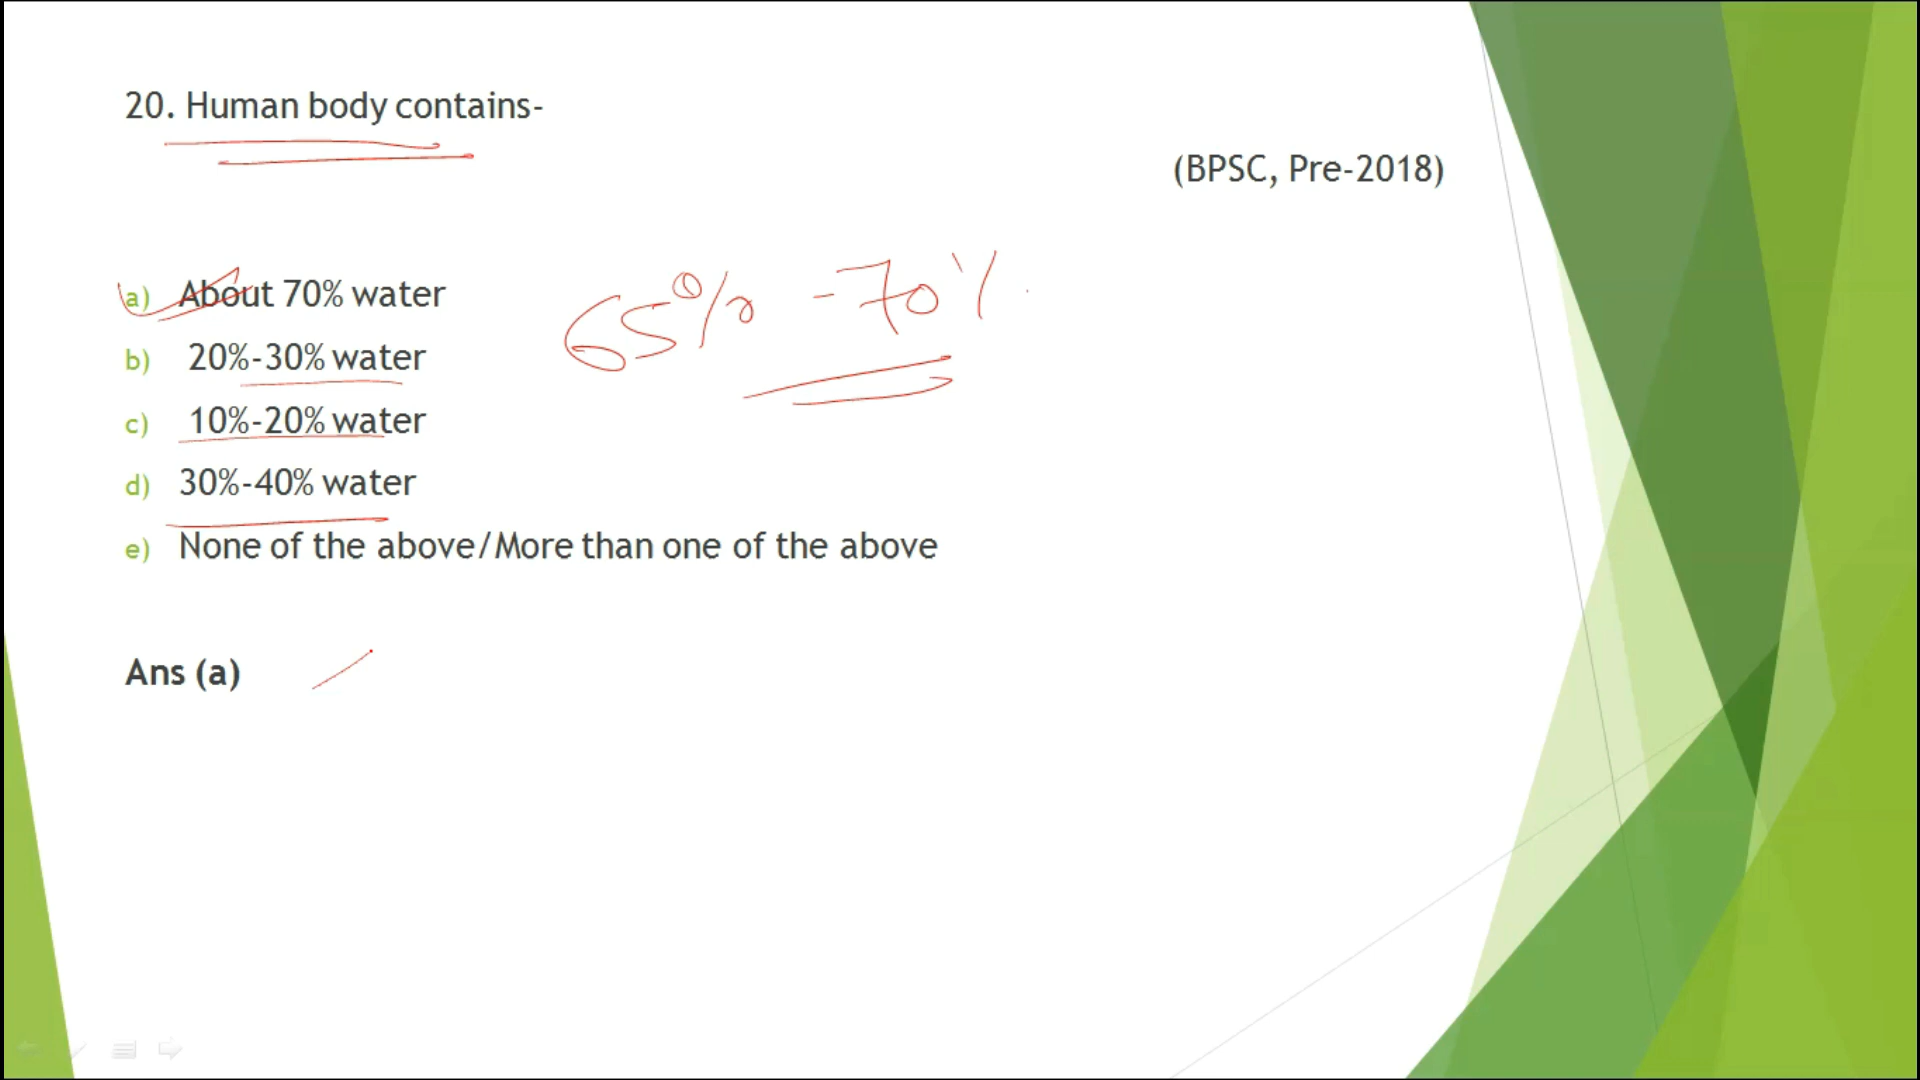 20. Human body contains-
(BPSC, Pre-2018)
a) About 70% water
65% - 70%
b) 20%-30% water
c) 10%-20% water
d) 30%-40% water
e) None of the above/More than one of the above
Ans (a)